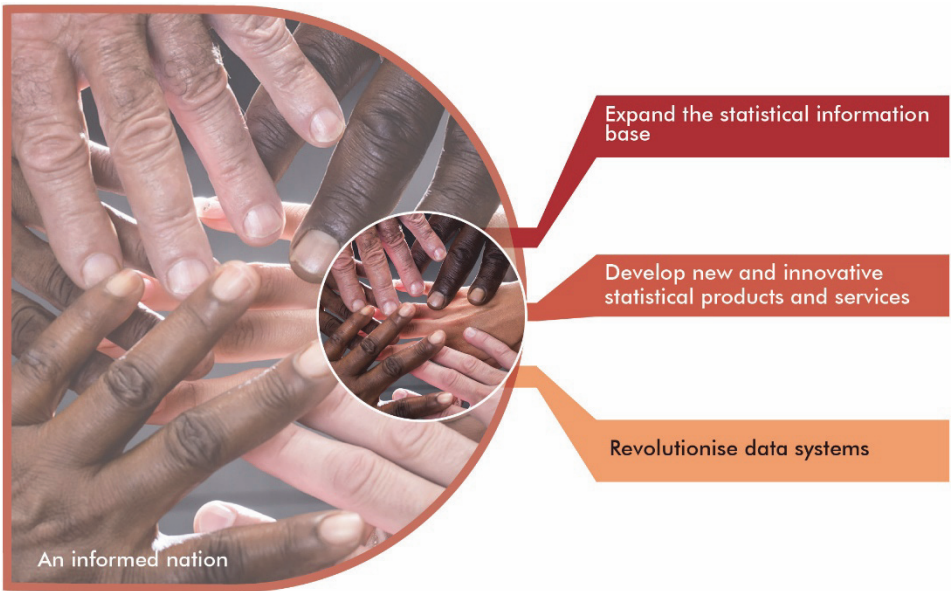 Expand the statistical information
base
Develop new and innovative
statistical products and services
Revolutionise data systems
An informed nation